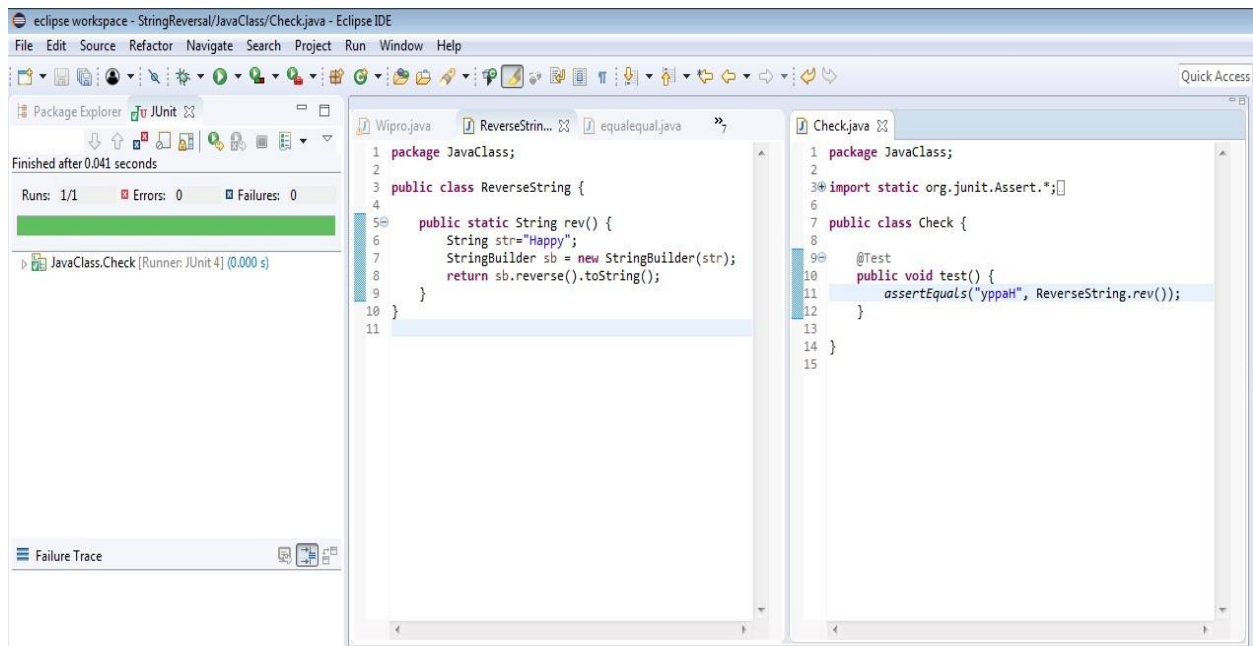 eclipse workspace - StringReversal/JavaClass/Check.java - Eclipse IDE
File Edit Source Refactor Navigate Search Project Run Window Help
Quick Access
Package Explorer JUnit
Finished after 0.041 seconds
Runs: 1/1 Errors: 0 Failures: 0
JavaClass.Check [Runner: JUnit 4] (0.000 s)
Failure Trace
Wipro.java ReverseStrin... equalequal.java »7
1 package JavaClass;
2
3 public class ReverseString {
4
5 public static String rev() {
6 String str="Happy";
7 StringBuilder sb = new StringBuilder(str);
8 return sb.reverse().toString();
9 }
10 }
11
Check.java
1 package JavaClass;
2
3 import static org.junit.Assert.*;
6
7 public class Check {
8
9 @Test
10 public void test() {
11 assertEquals("yppaH", ReverseString.rev());
12 }
13
14 }
15